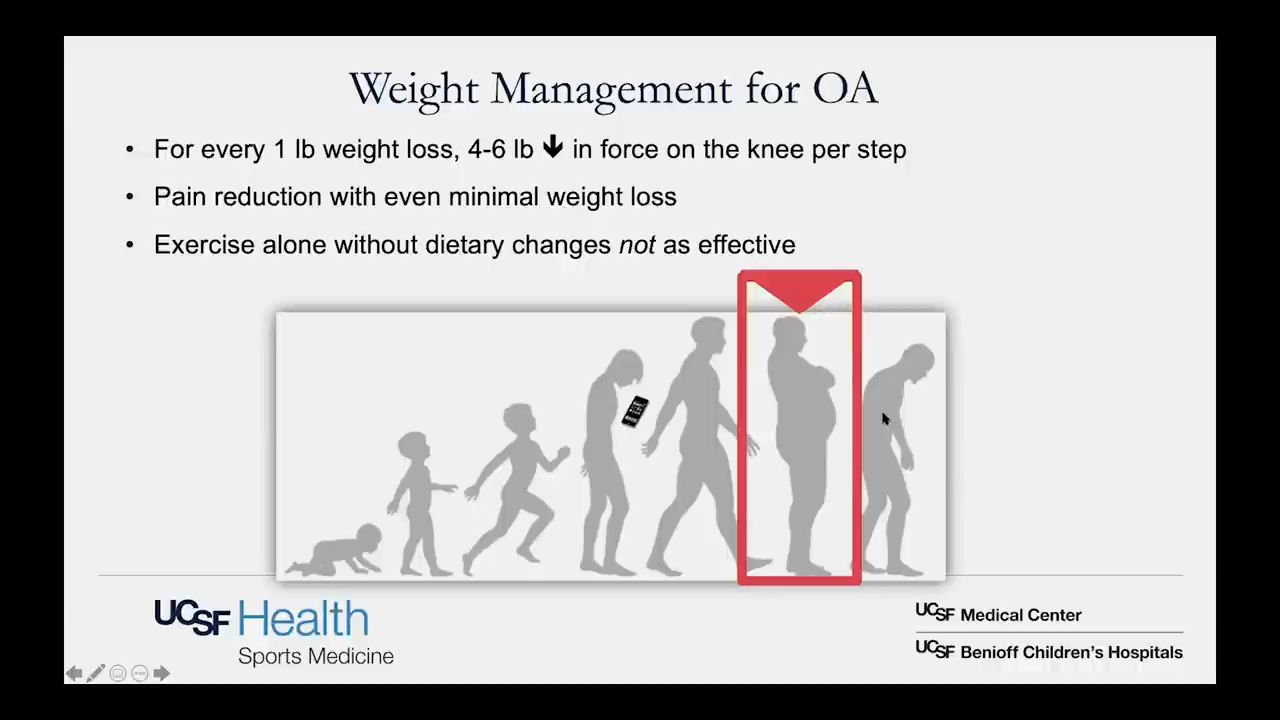 Weight Management for OA
• For every 1 lb weight loss, 4-6 lb 🡇 in force on the knee per step
• Pain reduction with even minimal weight loss
• Exercise alone without dietary changes not as effective
UCSF Health
Sports Medicine
UCSF Medical Center
UCSF Benioff Children's Hospitals